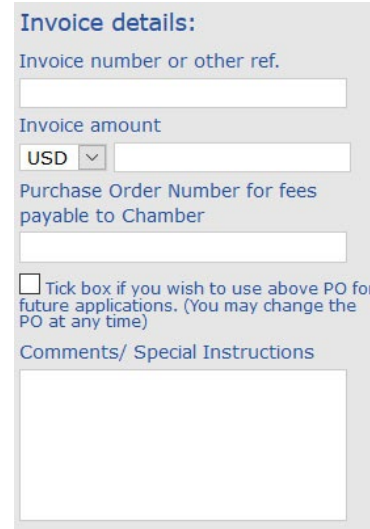 Invoice details:
Invoice number or other ref.
Invoice amount
USD
Purchase Order Number for fees
payable to Chamber
Tick box if you wish to use above PO for
future applications. (You may change the
PO at any time)
Comments/ Special Instructions